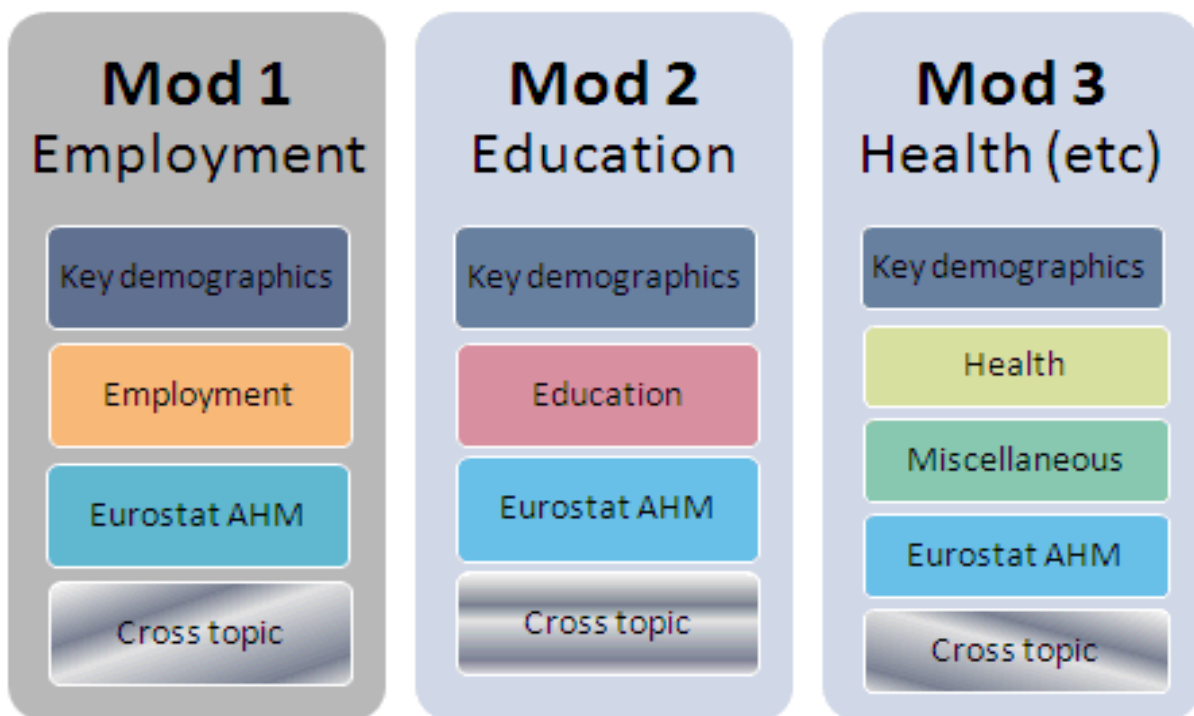 Mod 1
Employment
Key demographics
Employment
Eurostat AHM
Cross topic
Mod 2
Education
Key demographics
Education
Eurostat AHM
Cross topic
Mod 3
Health (etc)
Key demographics
Health
Miscellaneous
Eurostat AHM
Cross topic